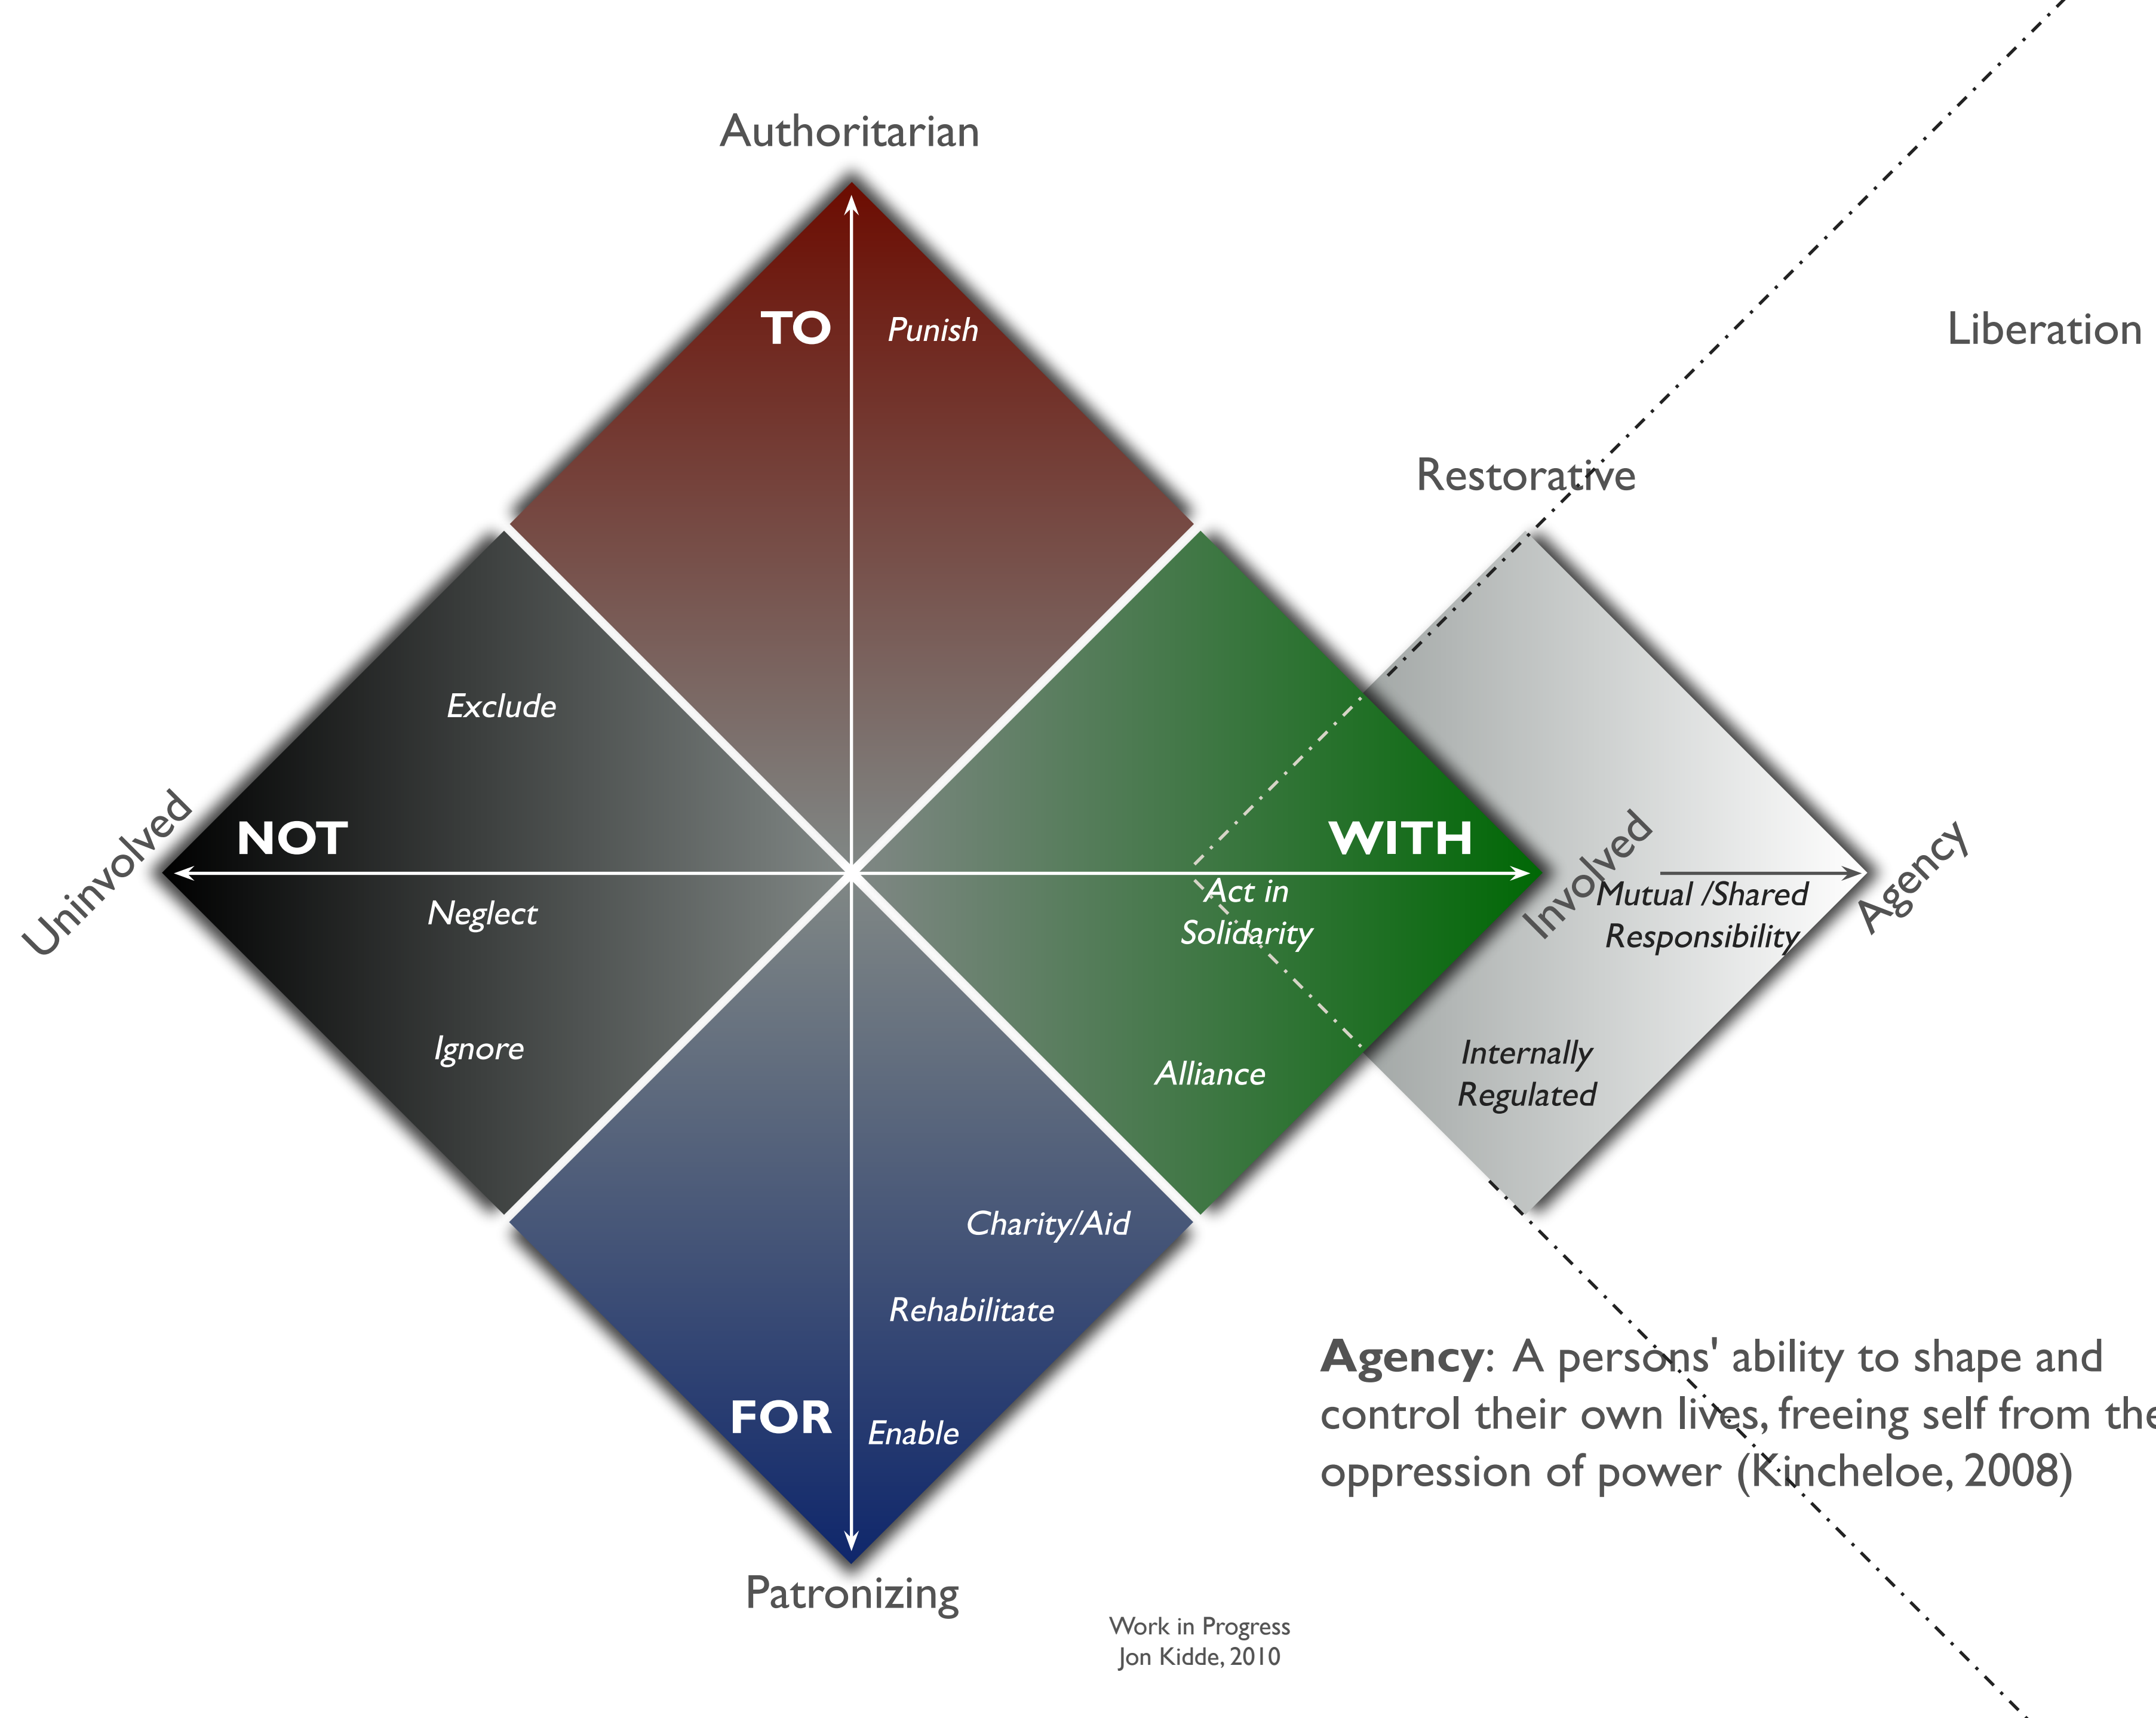 Authoritarian
TO
Punish
Liberation
Restorative
Exclude
Uninvolved
NOT
WITH
Involved
Agency
Neglect
Act in
Solidarity
Mutual /Shared
Responsibility
Ignore
Alliance
Internally
Regulated
Charity/Aid
Rehabilitate
FOR
Enable
Agency: A persons' ability to shape and
control their own lives, freeing self from the
oppression of power (Kincheloe, 2008)
Patronizing
Work in Progress
Jon Kidde, 2010